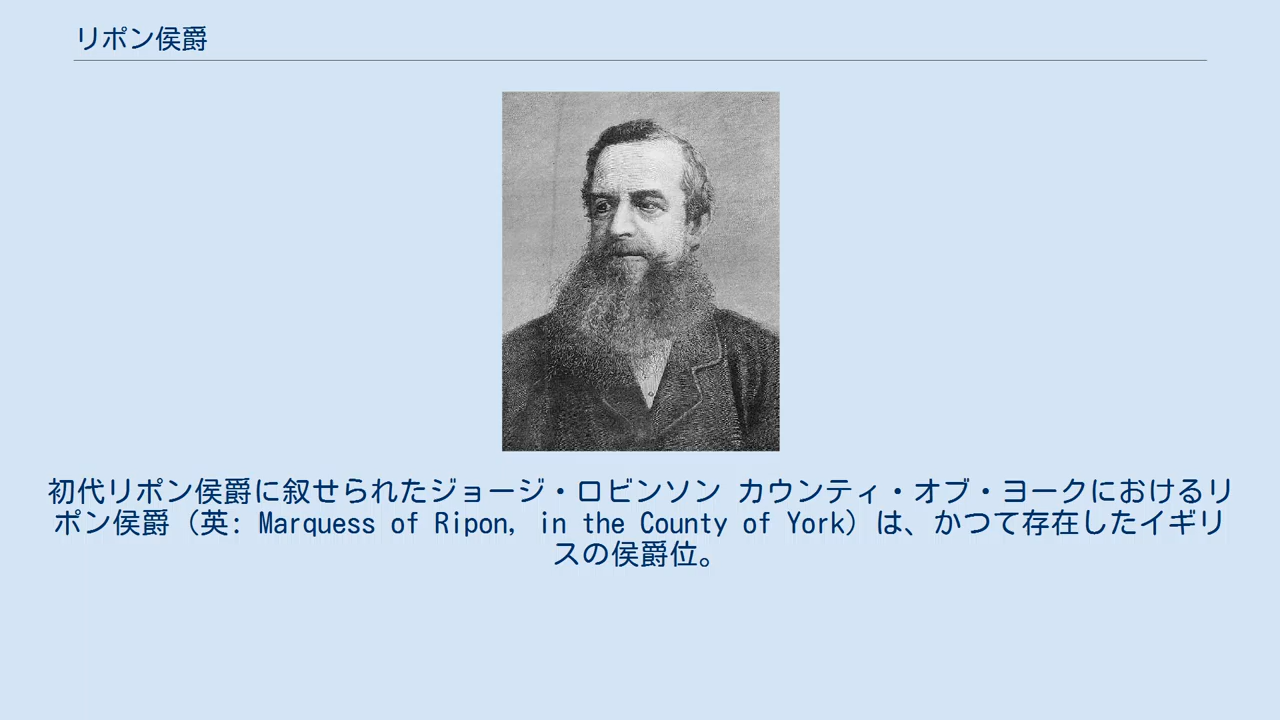 リポン侯爵
初代リポン侯爵に叙せられたジョージ・ロビンソン カウンティ・オブ・ヨークにおけるリ
ポン侯爵（英: Marquess of Ripon, in the County of York）は、かつて存在したイギリ
スの侯爵位。